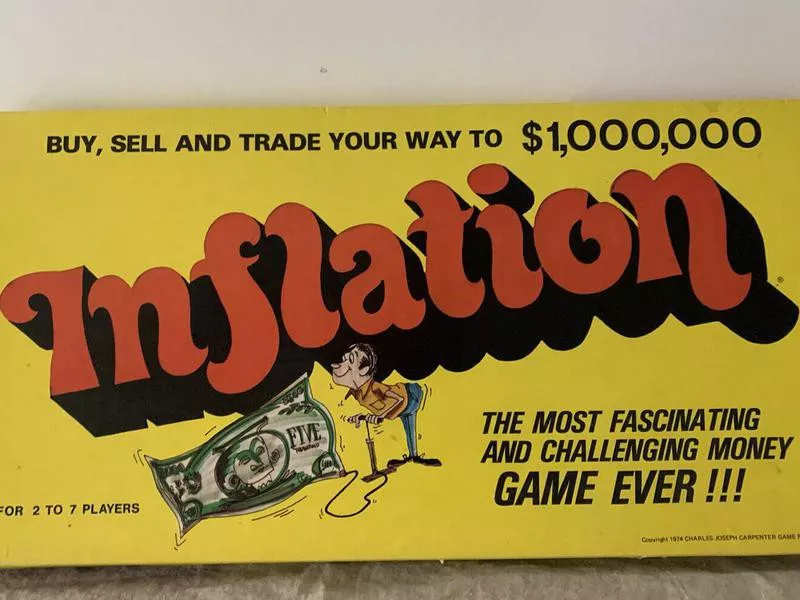 BUY, SELL AND TRADE YOUR WAY TO $1,000,000
Inflation
®
FIVE
THE MOST FASCINATING
AND CHALLENGING MONEY
GAME EVER !!!
FOR 2 TO 7 PLAYERS
Copyright 1974 CHARLES JOSEPH CARPENTER GAME